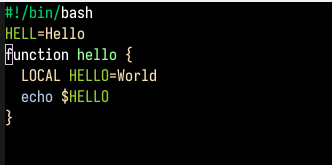 #!/bin/bash
HELL=Hello
function hello {
  LOCAL HELLO=World
  echo $HELLO
}